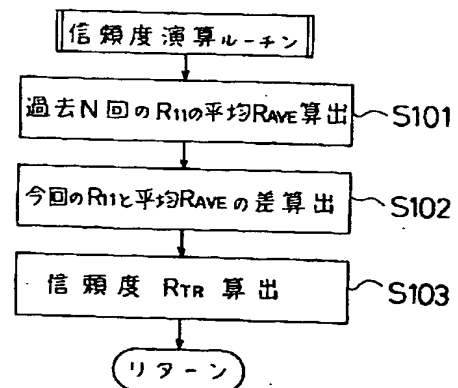 信頼度演算ルーチン
過去N回のR11の平均RAVE算出 S101
今回のR11と平均RAVEの差算出 S102
信頼度 RTR 算出 S103
リターン